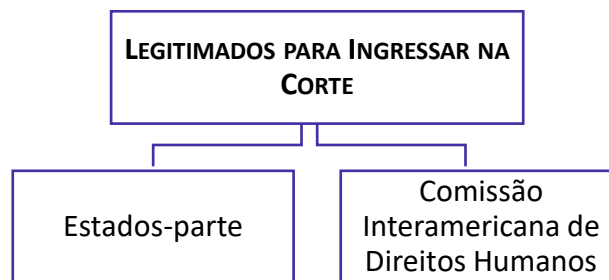 LEGITIMADOS PARA INGRESSAR NA
CORTE
Estados-parte
Comissão
Interamericana de
Direitos Humanos